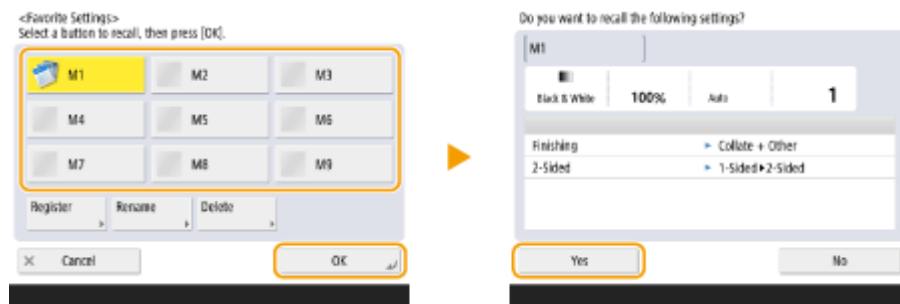 <Favorite Settings>
Select a button to recall, then press [OK].
M1 M2 M3
M4 M5 M6
M7 M8 M9
Register Rename Delete
× Cancel OK
Do you want to recall the following settings?
M1
Black & White 100% Auto 1
Finishing ► Collate + Other
2-Sided ► 1-Sided►2-Sided
Yes No